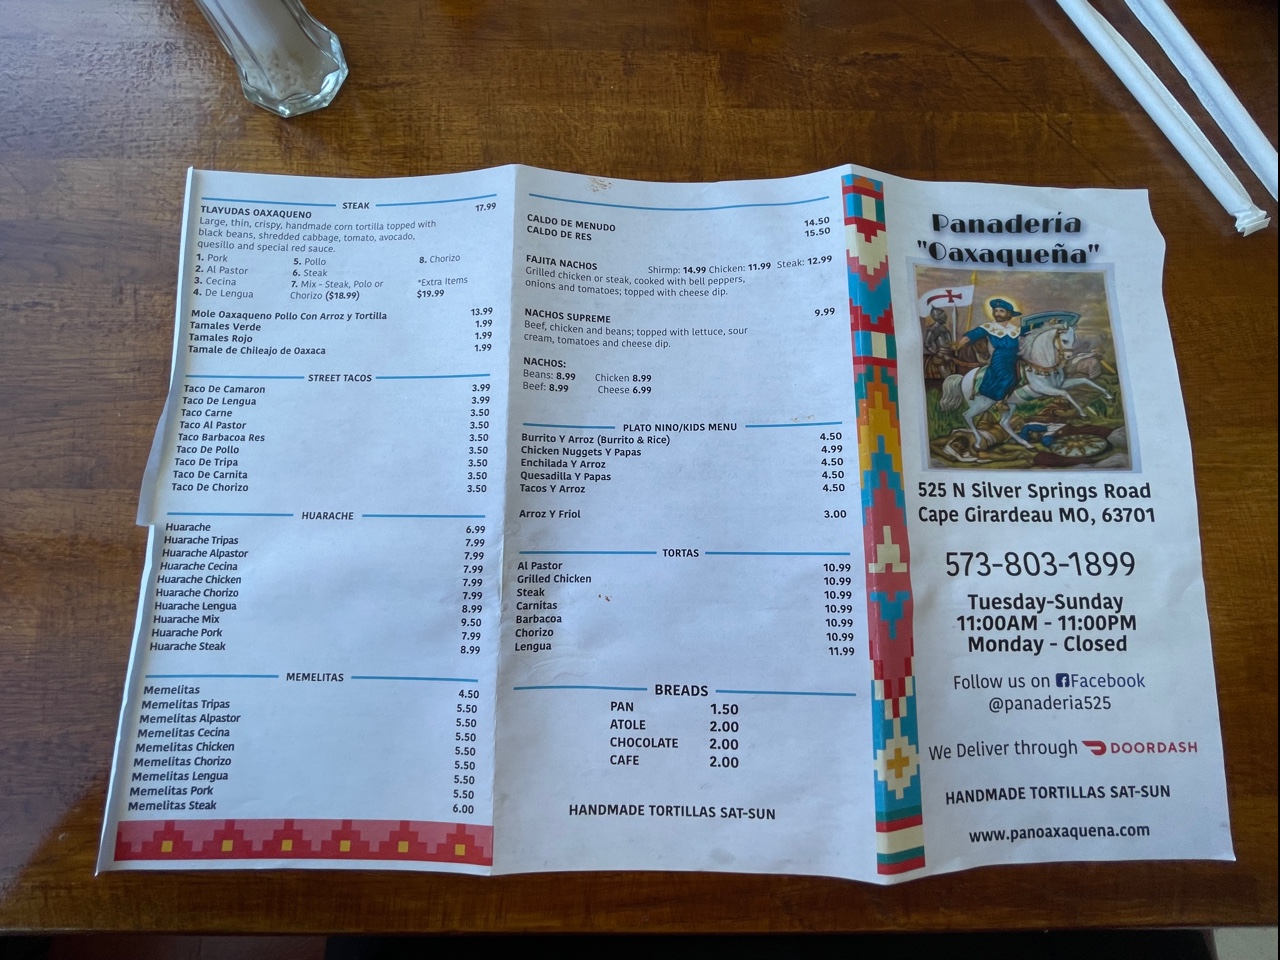 STEAK
TLAYUDAS OAXAQUENO 17.99
Large, thin, crispy, handmade corn tortilla topped with
black beans, shredded cabbage, tomato, avocado,
quesillo and special red sauce.
1. Pork 5. Pollo 8. Chorizo
2. Al Pastor 6. Steak
3. Cecina 7. Mix - Steak, Polo or *Extra Items
4. De Lengua Chorizo ($18.99) $19.99
Mole Oaxaqueno Pollo Con Arroz y Tortilla 13.99
Tamales Verde 1.99
Tamales Rojo 1.99
Tamale de Chileajo de Oaxaca 1.99
STREET TACOS
Taco De Camaron 3.99
Taco De Lengua 3.99
Taco Carne 3.50
Taco Al Pastor 3.50
Taco Barbacoa Res 3.50
Taco De Pollo 3.50
Taco De Tripa 3.50
Taco De Carnita 3.50
Taco De Chorizo 3.50
HUARACHE
Huarache 6.99
Huarache Tripas 7.99
Huarache Alpastor 7.99
Huarache Cecina 7.99
Huarache Chicken 7.99
Huarache Chorizo 7.99
Huarache Lengua 8.99
Huarache Mix 9.50
Huarache Pork 7.99
Huarache Steak 8.99
MEMELITAS
Memelitas 4.50
Memelitas Tripas 5.50
Memelitas Alpastor 5.50
Memelitas Cecina 5.50
Memelitas Chicken 5.50
Memelitas Chorizo 5.50
Memelitas Lengua 5.50
Memelitas Pork 5.50
Memelitas Steak 6.00
CALDO DE MENUDO 14.50
CALDO DE RES 15.50
FAJITA NACHOS Shirmp: 14.99 Chicken: 11.99 Steak: 12.99
Grilled chicken or steak, cooked with bell peppers,
onions and tomatoes; topped with cheese dip.
NACHOS SUPREME 9.99
Beef, chicken and beans; topped with lettuce, sour
cream, tomatoes and cheese dip.
NACHOS:
Beans: 8.99 Chicken 8.99
Beef: 8.99 Cheese 6.99
PLATO NINO/KIDS MENU
Burrito Y Arroz (Burrito & Rice) 4.50
Chicken Nuggets Y Papas 4.99
Enchilada Y Arroz 4.50
Quesadilla Y Papas 4.50
Tacos Y Arroz 4.50
Arroz Y Friol 3.00
TORTAS
Al Pastor 10.99
Grilled Chicken 10.99
Steak 10.99
Carnitas 10.99
Barbacoa 10.99
Chorizo 10.99
Lengua 11.99
BREADS
PAN 1.50
ATOLE 2.00
CHOCOLATE 2.00
CAFE 2.00
HANDMADE TORTILLAS SAT-SUN
Panadería
"Oaxaqueña"
525 N Silver Springs Road
Cape Girardeau MO, 63701
573-803-1899
Tuesday-Sunday
11:00AM - 11:00PM
Monday - Closed
Follow us on Facebook
@panaderia525
We Deliver through DOORDASH
HANDMADE TORTILLAS SAT-SUN
www.panoaxaquena.com